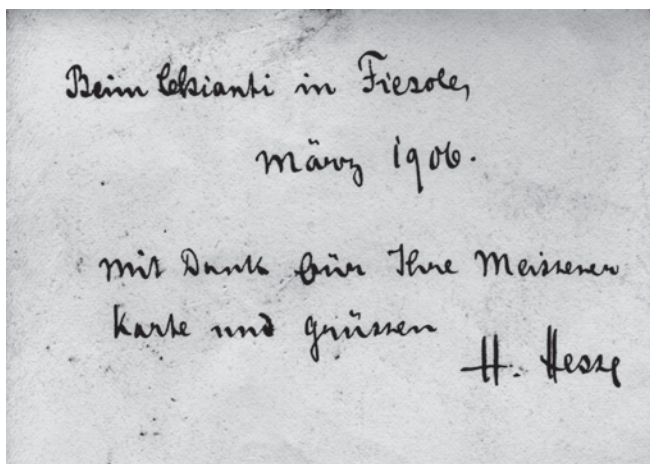 Beim Chianti in Fiesole,
März 1906.
Mit Dank für Ihre Meissener
Karte und Grüssen
H. Hesse